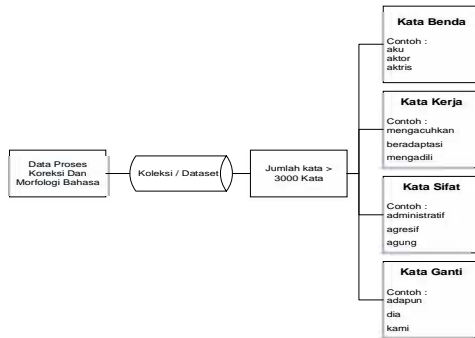 Data Proses
Koreksi Dan
Morfologi Bahasa
Koleksi / Dataset
Jumlah kata >
3000 Kata
Kata Benda
Contoh :
aku
aktor
aktris
Kata Kerja
Contoh :
mengacuhkan
beradaptasi
mengadili
Kata Sifat
Contoh :
administratif
agresif
agung
Kata Ganti
Contoh :
adapun
dia
kami